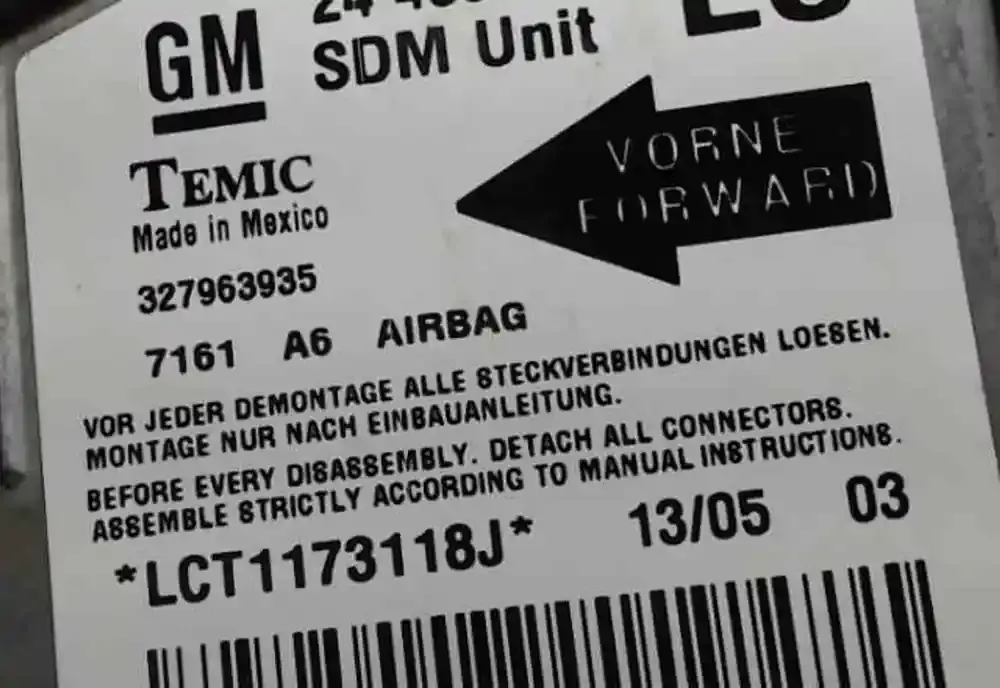 GM
SDM Unit
VORNE
FORWARD
TEMIC
Made in Mexico
327963935
7161 A6 AIRBAG
VOR JEDER DEMONTAGE ALLE STECKVERBINDUNGEN LOESEN.
MONTAGE NUR NACH EINBAUANLEITUNG.
BEFORE EVERY DISASSEMBLY. DETACH ALL CONNECTORS.
ASSEMBLE STRICTLY ACCORDING TO MANUAL INSTRUCTIONS.
*LCT1173118J* 13/05 03